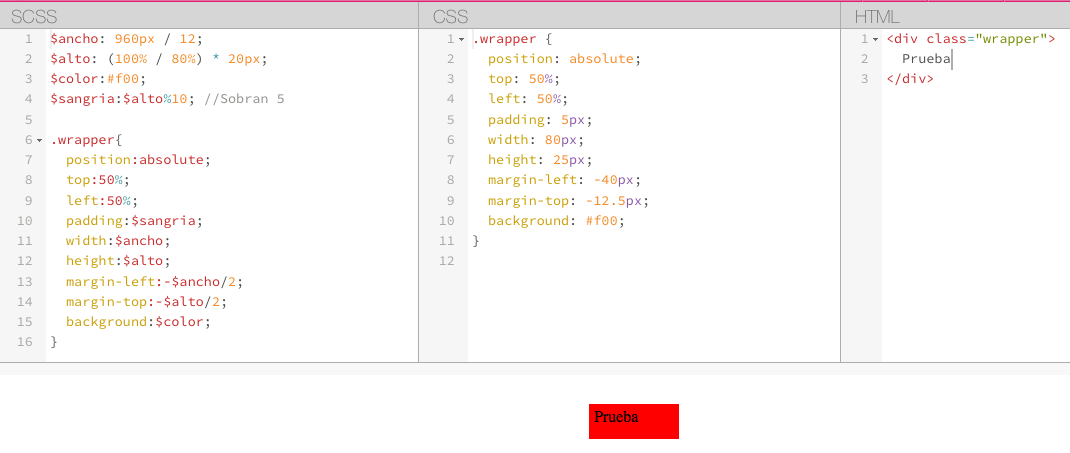 SCSS
1 $ancho: 960px / 12;
2 $alto: (100% / 80%) * 20px;
3 $color:#f00;
4 $sangria:$alto%10; //Sobran 5
5
6 .wrapper{
7 position:absolute;
8 top:50%;
9 left:50%;
10 padding:$sangria;
11 width:$ancho;
12 height:$alto;
13 margin-left:-$ancho/2;
14 margin-top:-$alto/2;
15 background:$color;
16 }
CSS
1 .wrapper {
2 position: absolute;
3 top: 50%;
4 left: 50%;
5 padding: 5px;
6 width: 80px;
7 height: 25px;
8 margin-left: -40px;
9 margin-top: -12.5px;
10 background: #f00;
11 }
12
HTML
1 <div class="wrapper">
2 Prueba
3 </div>
Prueba